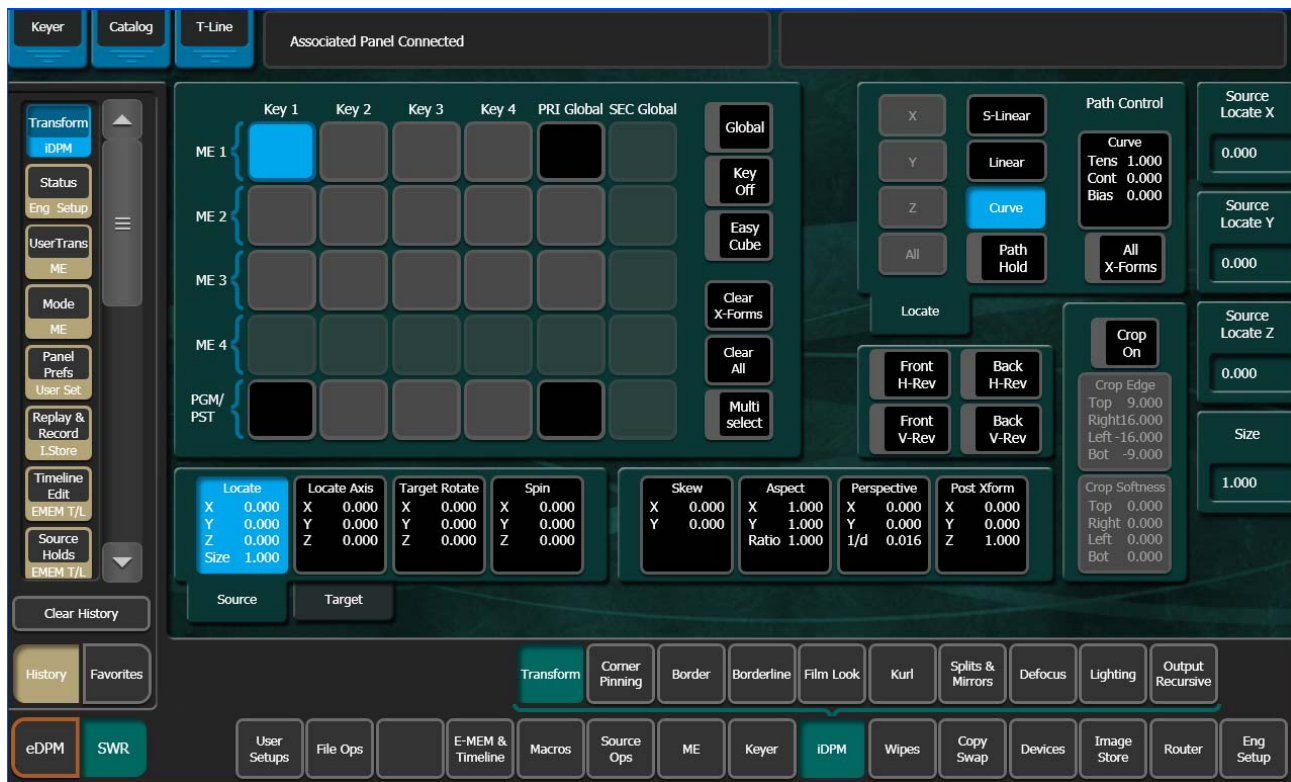 Keyer
Catalog
T-Line
Associated Panel Connected
Transform
iDPM
Status
Eng Setup
UserTrans
ME
Mode
ME
Panel
Prefs
User Set
Replay &
Record
I.Store
Timeline
Edit
EMEM T/L
Source
Holds
EMEM T/L
Clear History
History
Favorites
eDPM
SWR
Key 1
Key 2
Key 3
Key 4
PRI Global
SEC Global
ME 1
ME 2
ME 3
ME 4
PGM/
PST
Global
Key
Off
Easy
Cube
Clear
X-Forms
Clear
All
Multi
select
X
Y
Z
All
S-Linear
Linear
Curve
Path
Hold
Path Control
Curve
Tens 1.000
Cont 0.000
Bias 0.000
All
X-Forms
Locate
Front
H-Rev
Back
H-Rev
Front
V-Rev
Back
V-Rev
Crop
On
Crop Edge
Top 9.000
Right16.000
Left -16.000
Bot -9.000
Crop Softness
Top 0.000
Right 0.000
Left 0.000
Bot 0.000
Source
Locate X
0.000
Source
Locate Y
0.000
Source
Locate Z
0.000
Size
1.000
Locate
X 0.000
Y 0.000
Z 0.000
Size 1.000
Locate Axis
X 0.000
Y 0.000
Z 0.000
Target Rotate
X 0.000
Y 0.000
Z 0.000
Spin
X 0.000
Y 0.000
Z 0.000
Skew
X 0.000
Y 0.000
Aspect
X 1.000
Y 1.000
Ratio 1.000
Perspective
X 0.000
Y 0.000
1/d 0.016
Post Xform
X 0.000
Y 0.000
Z 1.000
Source
Target
Transform
Corner
Pinning
Border
Borderline
Film Look
Kurl
Splits &
Mirrors
Defocus
Lighting
Output
Recursive
User
Setups
File Ops
E-MEM &
Timeline
Macros
Source
Ops
ME
Keyer
iDPM
Wipes
Copy
Swap
Devices
Image
Store
Router
Eng
Setup